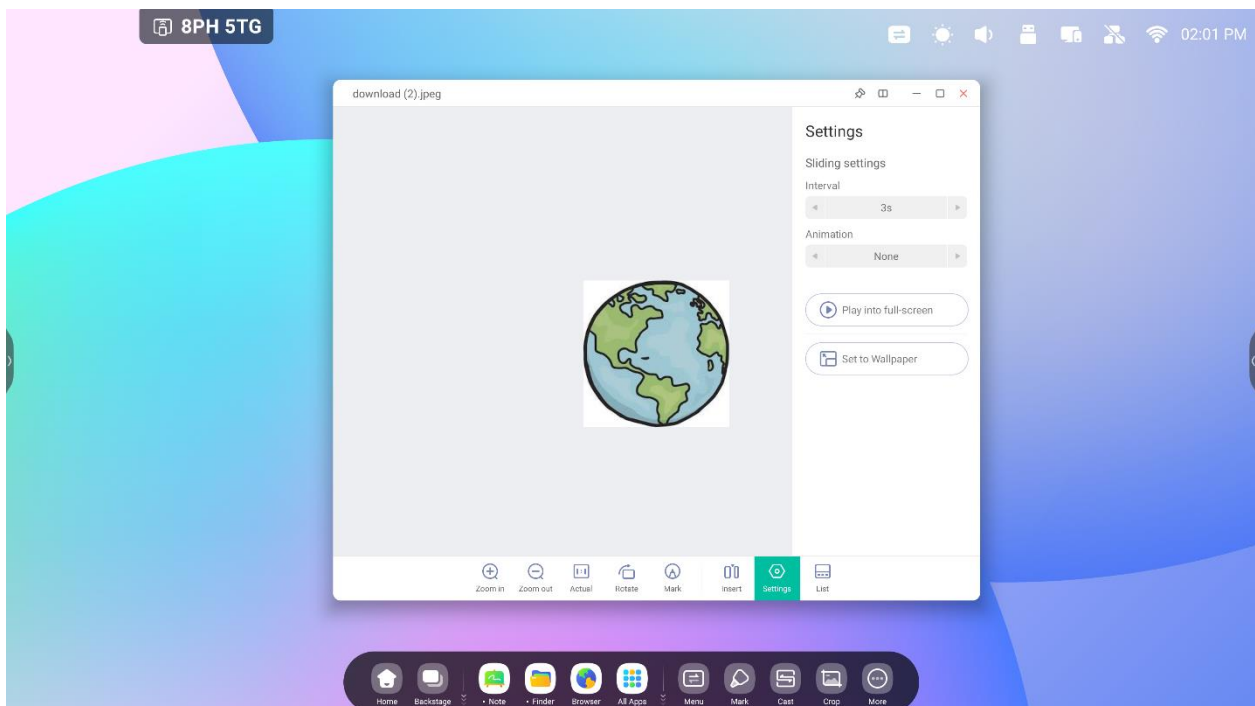 8PH 5TG
02:01 PM
download (2).jpeg
Settings
Sliding settings
Interval
3s
Animation
None
Play into full-screen
Set to Wallpaper
Zoom in Zoom out Actual Rotate Mark Insert Settings List
Home Backstage • Note • Finder Browser All Apps Menu Mark Cast Crop More